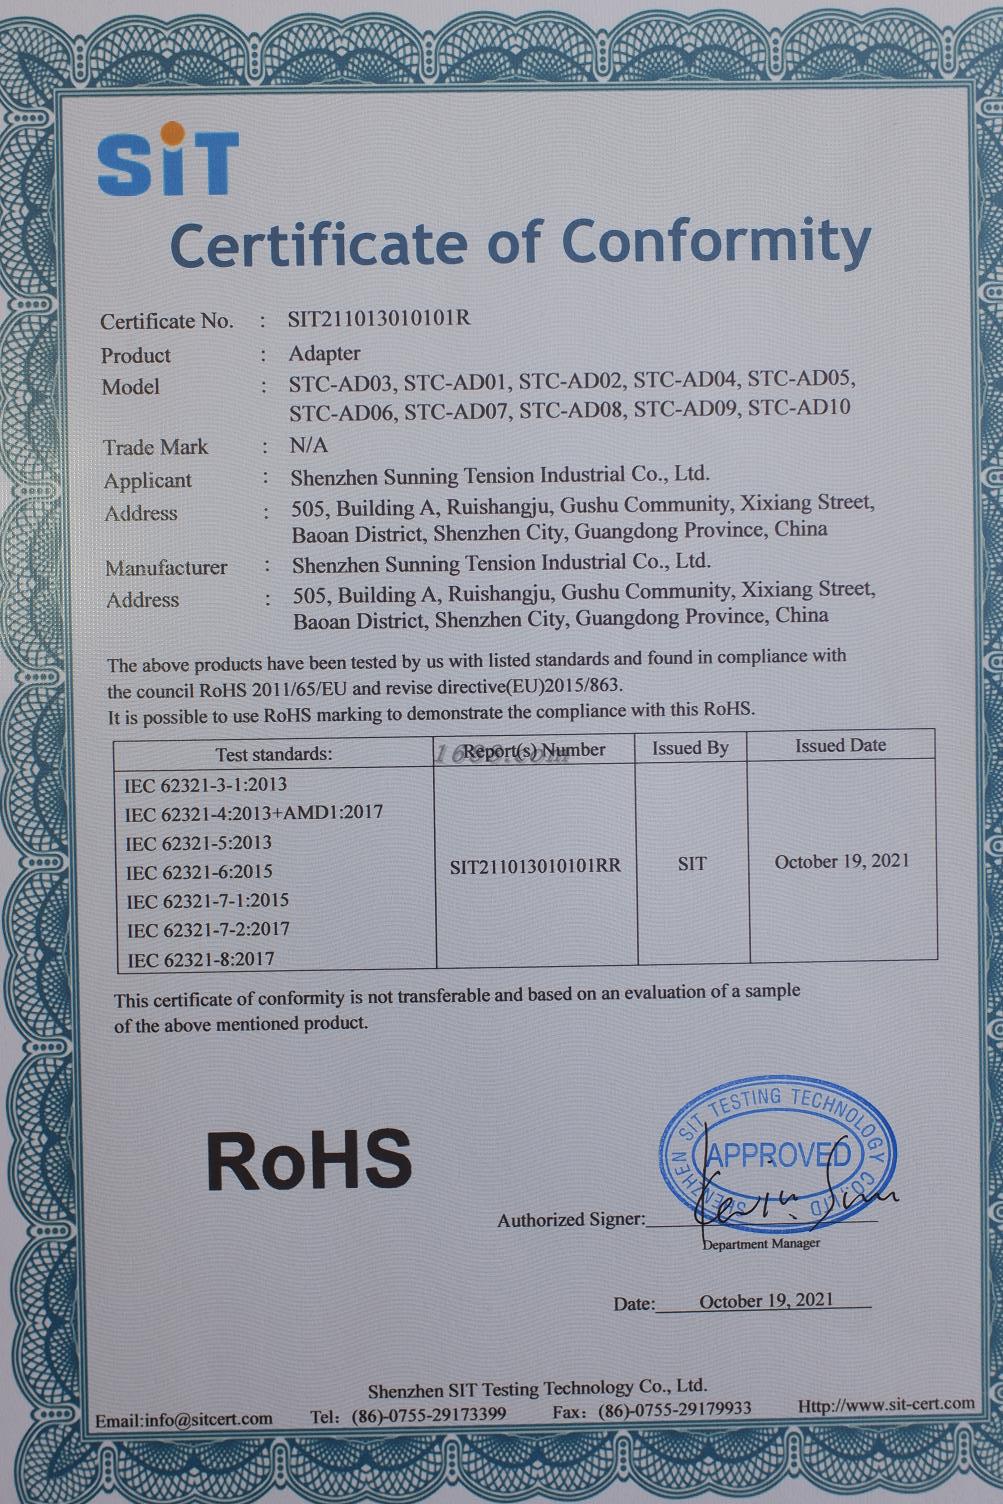 SiT
Certificate of Conformity
Certificate No. : SIT211013010101R
Product : Adapter
Model : STC-AD03, STC-AD01, STC-AD02, STC-AD04, STC-AD05,
STC-AD06, STC-AD07, STC-AD08, STC-AD09, STC-AD10
Trade Mark : N/A
Applicant : Shenzhen Sunning Tension Industrial Co., Ltd.
Address : 505, Building A, Ruishangju, Gushu Community, Xixiang Street,
Baoan District, Shenzhen City, Guangdong Province, China
Manufacturer : Shenzhen Sunning Tension Industrial Co., Ltd.
Address : 505, Building A, Ruishangju, Gushu Community, Xixiang Street,
Baoan District, Shenzhen City, Guangdong Province, China
The above products have been tested by us with listed standards and found in compliance with
the council RoHS 2011/65/EU and revise directive(EU)2015/863.
It is possible to use RoHS marking to demonstrate the compliance with this RoHS.
Test standards: Report(s) Number Issued By Issued Date
1688.com
IEC 62321-3-1:2013
IEC 62321-4:2013+AMD1:2017
IEC 62321-5:2013
IEC 62321-6:2015
SIT211013010101RR SIT October 19, 2021
IEC 62321-7-1:2015
IEC 62321-7-2:2017
IEC 62321-8:2017
This certificate of conformity is not transferable and based on an evaluation of a sample
of the above mentioned product.
RoHS
SHENZHEN SIT TESTING TECHNOLOGY CO., LTD
APPROVED
Authorized Signer: Kevin Sun
Department Manager
Date: October 19, 2021
Shenzhen SIT Testing Technology Co., Ltd.
Email:info@sitcert.com Tel: (86)-0755-29173399 Fax: (86)-0755-29179933 Http://www.sit-cert.com